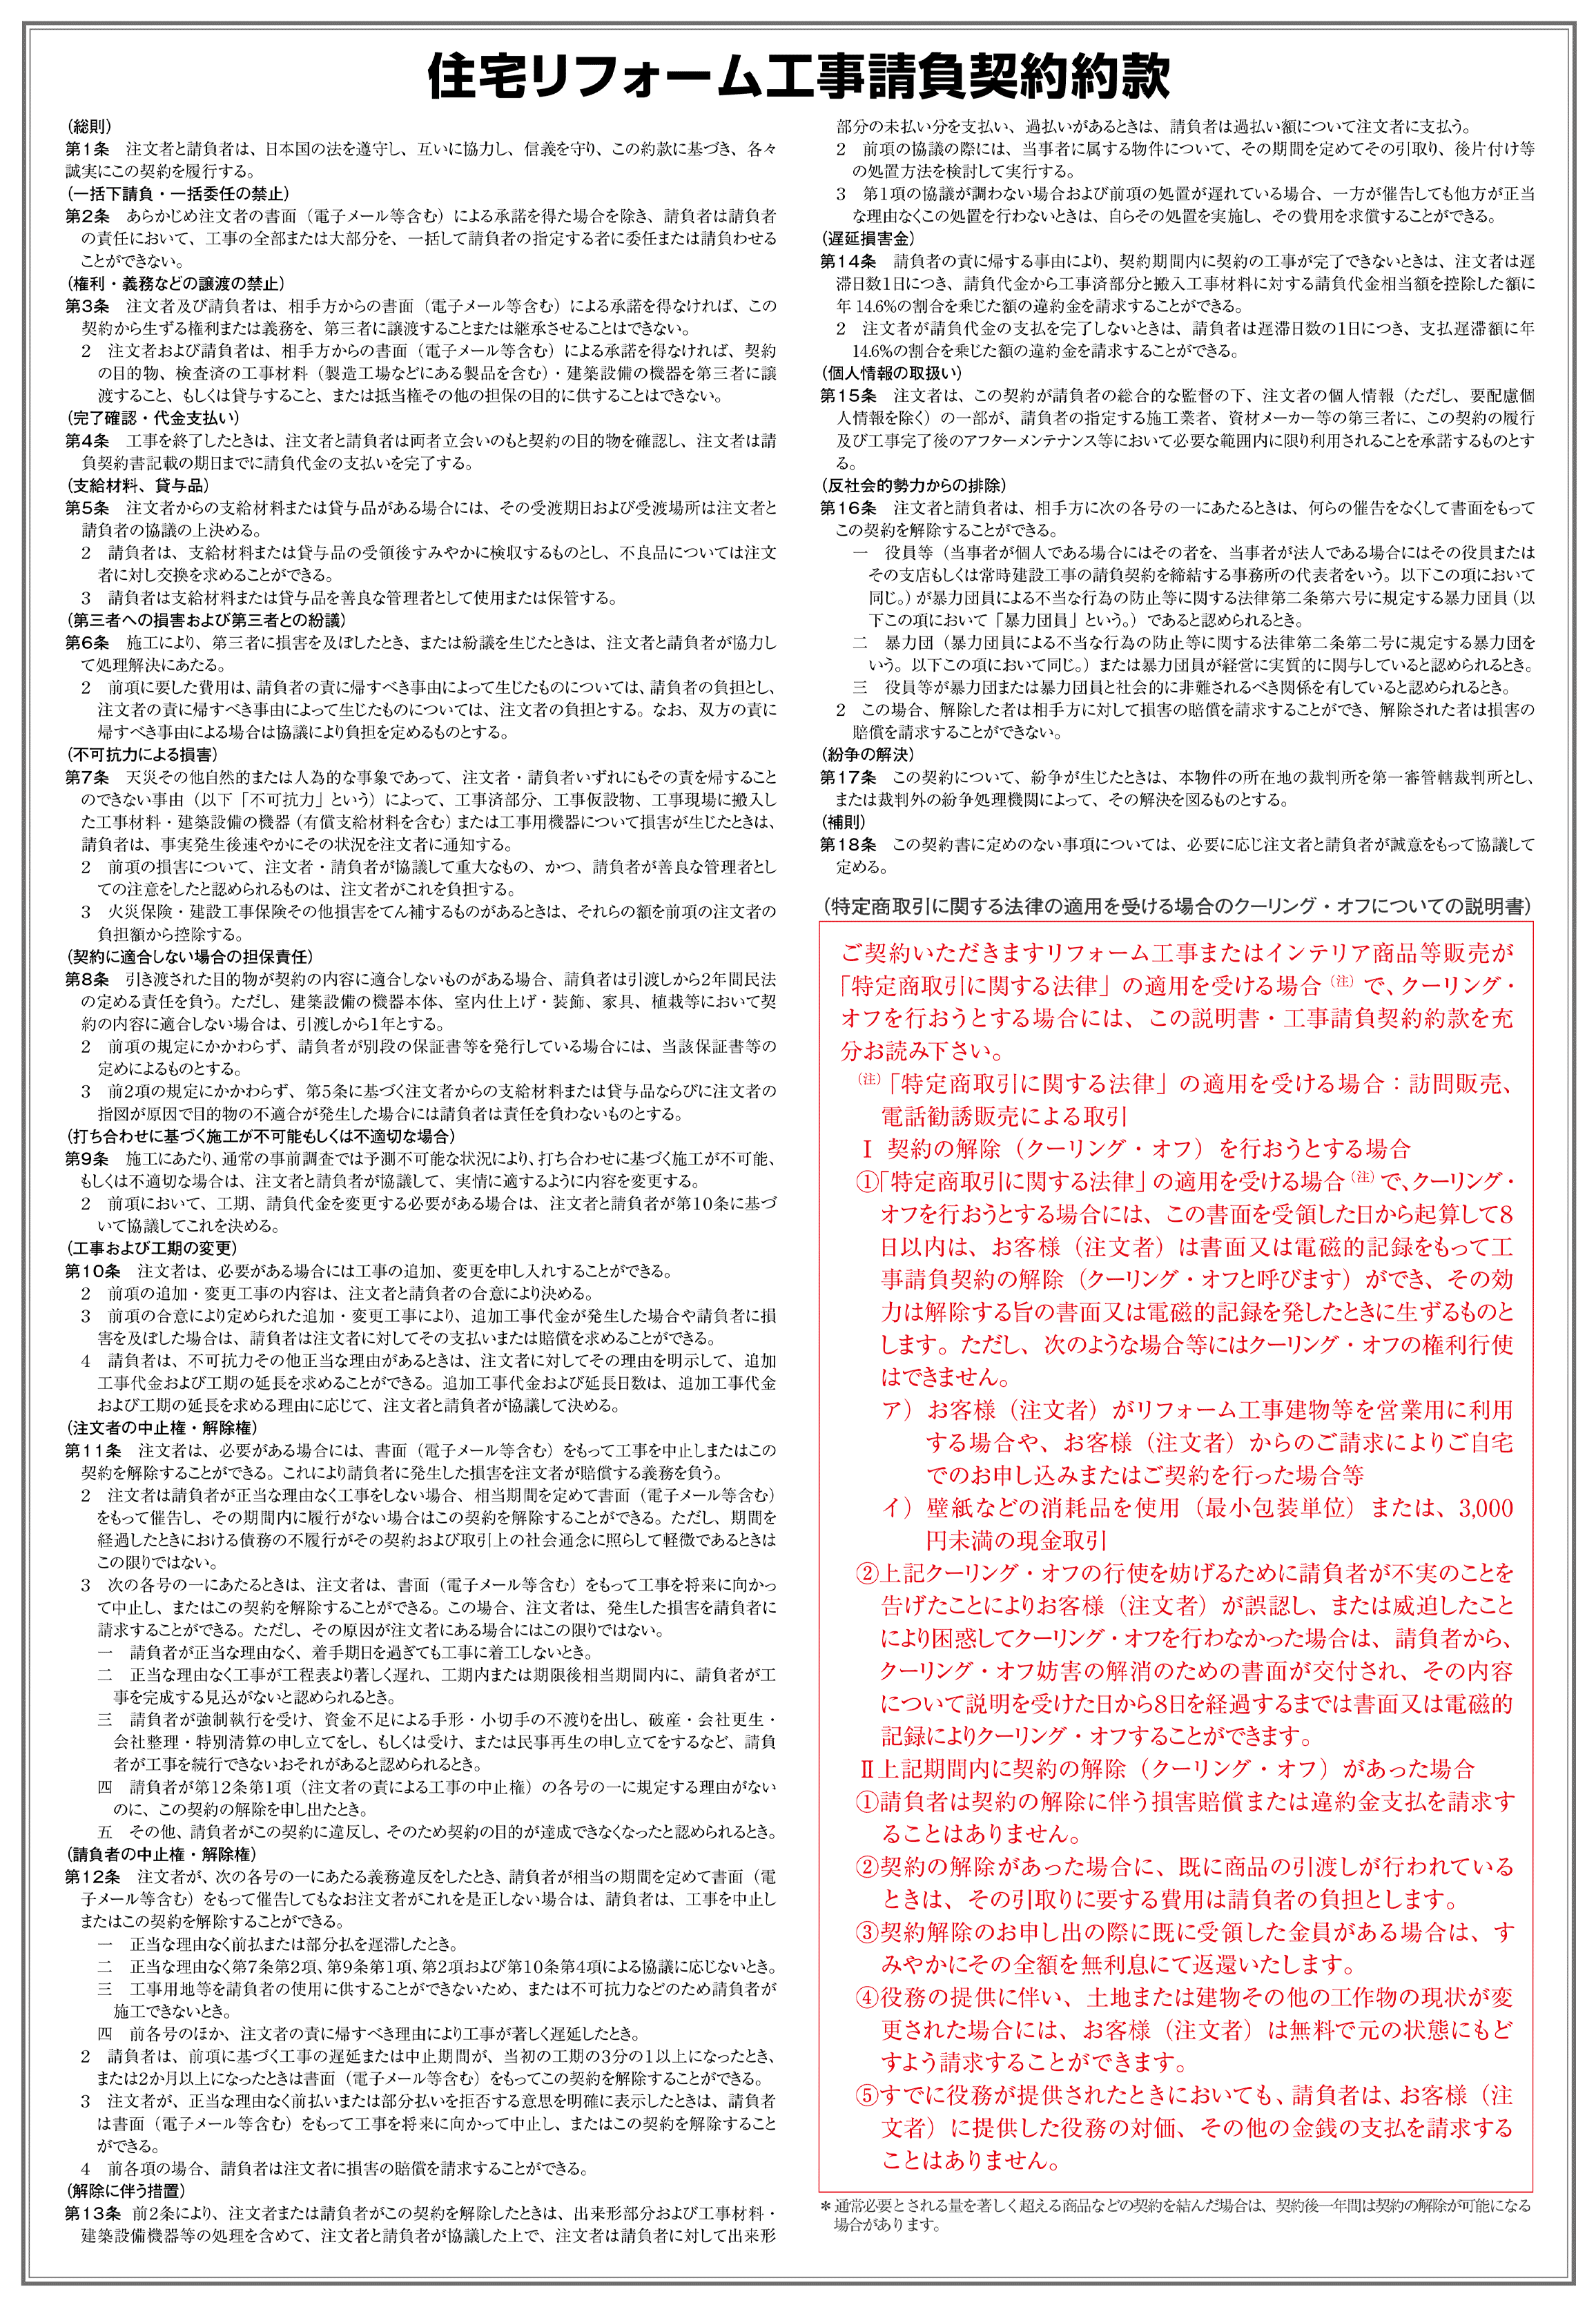 住宅リフォーム工事請負契約約款
（総則）
第1条　注文者と請負者は、日本国の法を遵守し、互いに協力し、信義を守り、この約款に基づき、各々
誠実にこの契約を履行する。
（一括下請負・一括委任の禁止）
第2条　あらかじめ注文者の書面（電子メール等含む）による承諾を得た場合を除き、請負者は請負者
の責任において、工事の全部または大部分を、一括して請負者の指定する者に委任または請負わせる
ことができない。
（権利・義務などの譲渡の禁止）
第3条　注文者及び請負者は、相手方からの書面（電子メール等含む）による承諾を得なければ、この
契約から生ずる権利または義務を、第三者に譲渡することまたは継承させることはできない。
2　注文者および請負者は、相手方からの書面（電子メール等含む）による承諾を得なければ、契約
の目的物、検査済の工事材料（製造工場などにある製品を含む）・建築設備の機器を第三者に譲
渡すること、もしくは貸与すること、または抵当権その他の担保の目的に供することはできない。
（完了確認・代金支払い）
第4条　工事を終了したときは、注文者と請負者は両者立会いのもと契約の目的物を確認し、注文者は請
負契約書記載の期日までに請負代金の支払いを完了する。
（支給材料、貸与品）
第5条　注文者からの支給材料または貸与品がある場合には、その受渡期日および受渡場所は注文者と
請負者の協議の上決める。
2　請負者は、支給材料または貸与品の受領後すみやかに検収するものとし、不良品については注文
者に対し交換を求めることができる。
3　請負者は支給材料または貸与品を善良な管理者として使用または保管する。
（第三者への損害および第三者との紛議）
第6条　施工により、第三者に損害を及ぼしたとき、または紛議を生じたときは、注文者と請負者が協力し
て処理解決にあたる。
2　前項に要した費用は、請負者の責に帰すべき事由によって生じたものについては、請負者の負担とし、
注文者の責に帰すべき事由によって生じたものについては、注文者の負担とする。なお、双方の責に
帰すべき事由による場合は協議により負担を定めるものとする。
（不可抗力による損害）
第7条　天災その他自然的または人為的な事象であって、注文者・請負者いずれにもその責を帰すること
のできない事由（以下「不可抗力」という）によって、工事済部分、工事仮設物、工事現場に搬入し
た工事材料・建築設備の機器（有償支給材料を含む）または工事用機器について損害が生じたときは、
請負者は、事実発生後速やかにその状況を注文者に通知する。
2　前項の損害について、注文者・請負者が協議して重大なもの、かつ、請負者が善良な管理者とし
ての注意をしたと認められるものは、注文者がこれを負担する。
3　火災保険・建設工事保険その他損害をてん補するものがあるときは、それらの額を前項の注文者の
負担額から控除する。
（契約に適合しない場合の担保責任）
第8条　引き渡された目的物が契約の内容に適合しないものがある場合、請負者は引渡しから2年間民法
の定める責任を負う。ただし、建築設備の機器本体、室内仕上げ・装飾、家具、植栽等において契
約の内容に適合しない場合は、引渡しから1年とする。
2　前項の規定にかかわらず、請負者が別段の保証書等を発行している場合には、当該保証書等の
定めによるものとする。
3　前2項の規定にかかわらず、第5条に基づく注文者からの支給材料または貸与品ならびに注文者の
指図が原因で目的物の不適合が発生した場合には請負者は責任を負わないものとする。
（打ち合わせに基づく施工が不可能もしくは不適切な場合）
第9条　施工にあたり、通常の事前調査では予測不可能な状況により、打ち合わせに基づく施工が不可能、
もしくは不適切な場合は、注文者と請負者が協議して、実情に適するように内容を変更する。
2　前項において、工期、請負代金を変更する必要がある場合は、注文者と請負者が第10条に基づ
いて協議してこれを決める。
（工事および工期の変更）
第10条　注文者は、必要がある場合には工事の追加、変更を申し入れすることができる。
2　前項の追加・変更工事の内容は、注文者と請負者の合意により決める。
3　前項の合意により定められた追加・変更工事により、追加工事代金が発生した場合や請負者に損
害を及ぼした場合は、請負者は注文者に対してその支払いまたは賠償を求めることができる。
4　請負者は、不可抗力その他正当な理由があるときは、注文者に対してその理由を明示して、追加
工事代金および工期の延長を求めることができる。追加工事代金および延長日数は、追加工事代金
および工期の延長を求める理由に応じて、注文者と請負者が協議して決める。
（注文者の中止権・解除権）
第11条　注文者は、必要がある場合には、書面（電子メール等含む）をもって工事を中止しまたはこの
契約を解除することができる。これにより請負者に発生した損害を注文者が賠償する義務を負う。
2　注文者は請負者が正当な理由なく工事をしない場合、相当期間を定めて書面（電子メール等含む）
をもって催告し、その期間内に履行がない場合はこの契約を解除することができる。ただし、期間を
経過したときにおける債務の不履行がその契約および取引上の社会通念に照らして軽微であるときは
この限りではない。
3　次の各号の一にあたるときは、注文者は、書面（電子メール等含む）をもって工事を将来に向かっ
て中止し、またはこの契約を解除することができる。この場合、注文者は、発生した損害を請負者に
請求することができる。ただし、その原因が注文者にある場合にはこの限りではない。
一　請負者が正当な理由なく、着手期日を過ぎても工事に着工しないとき。
二　正当な理由なく工事が工程表より著しく遅れ、工期内または期限後相当期間内に、請負者が工
事を完成する見込がないと認められるとき。
三　請負者が強制執行を受け、資金不足による手形・小切手の不渡りを出し、破産・会社更生・
会社整理・特別清算の申し立てをし、もしくは受け、または民事再生の申し立てをするなど、請負
者が工事を続行できないおそれがあると認められるとき。
四　請負者が第12条第1項（注文者の責による工事の中止権）の各号の一に規定する理由がない
のに、この契約の解除を申し出たとき。
五　その他、請負者がこの契約に違反し、そのため契約の目的が達成できなくなったと認められるとき。
（請負者の中止権・解除権）
第12条　注文者が、次の各号の一にあたる義務違反をしたとき、請負者が相当の期間を定めて書面（電
子メール等含む）をもって催告してもなお注文者がこれを是正しない場合は、請負者は、工事を中止し
またはこの契約を解除することができる。
一　正当な理由なく前払または部分払を遅滞したとき。
二　正当な理由なく第7条第2項、第9条第1項、第2項および第10条第4項による協議に応じないとき。
三　工事用地等を請負者の使用に供することができないため、または不可抗力などのため請負者が
施工できないとき。
四　前各号のほか、注文者の責に帰すべき理由により工事が著しく遅延したとき。
2　請負者は、前項に基づく工事の遅延または中止期間が、当初の工期の3分の1以上になったとき、
または2か月以上になったときは書面（電子メール等含む）をもってこの契約を解除することができる。
3　注文者が、正当な理由なく前払いまたは部分払いを拒否する意思を明確に表示したときは、請負者
は書面（電子メール等含む）をもって工事を将来に向かって中止し、またはこの契約を解除すること
ができる。
4　前各項の場合、請負者は注文者に損害の賠償を請求することができる。
（解除に伴う措置）
第13条　前2条により、注文者または請負者がこの契約を解除したときは、出来形部分および工事材料・
建築設備機器等の処理を含めて、注文者と請負者が協議した上で、注文者は請負者に対して出来形
部分の未払い分を支払い、過払いがあるときは、請負者は過払い額について注文者に支払う。
2　前項の協議の際には、当事者に属する物件について、その期間を定めてその引取り、後片付け等
の処置方法を検討して実行する。
3　第1項の協議が調わない場合および前項の処置が遅れている場合、一方が催告しても他方が正当
な理由なくこの処置を行わないときは、自らその処置を実施し、その費用を求償することができる。
（遅延損害金）
第14条　請負者の責に帰する事由により、契約期間内に契約の工事が完了できないときは、注文者は遅
滞日数1日につき、請負代金から工事済部分と搬入工事材料に対する請負代金相当額を控除した額に
年14.6%の割合を乗じた額の違約金を請求することができる。
2　注文者が請負代金の支払を完了しないときは、請負者は遅滞日数の1日につき、支払遅滞額に年
14.6%の割合を乗じた額の違約金を請求することができる。
（個人情報の取扱い）
第15条　注文者は、この契約が請負者の総合的な監督の下、注文者の個人情報（ただし、要配慮個
人情報を除く）の一部が、請負者の指定する施工業者、資材メーカー等の第三者に、この契約の履行
及び工事完了後のアフターメンテナンス等において必要な範囲内に限り利用されることを承諾するものとす
る。
（反社会的勢力からの排除）
第16条　注文者と請負者は、相手方に次の各号の一にあたるときは、何らの催告をなくして書面をもって
この契約を解除することができる。
一　役員等（当事者が個人である場合にはその者を、当事者が法人である場合にはその役員または
その支店もしくは常時建設工事の請負契約を締結する事務所の代表者をいう。以下この項において
同じ。）が暴力団員による不当な行為の防止等に関する法律第二条第六号に規定する暴力団員（以
下この項において「暴力団員」という。）であると認められるとき。
二　暴力団（暴力団員による不当な行為の防止等に関する法律第二条第二号に規定する暴力団を
いう。以下この項において同じ。）または暴力団員が経営に実質的に関与していると認められるとき。
三　役員等が暴力団または暴力団員と社会的に非難されるべき関係を有していると認められるとき。
2　この場合、解除した者は相手方に対して損害の賠償を請求することができ、解除された者は損害の
賠償を請求することができない。
（紛争の解決）
第17条　この契約について、紛争が生じたときは、本物件の所在地の裁判所を第一審管轄裁判所とし、
または裁判外の紛争処理機関によって、その解決を図るものとする。
（補則）
第18条　この契約書に定めのない事項については、必要に応じ注文者と請負者が誠意をもって協議して
定める。
（特定商取引に関する法律の適用を受ける場合のクーリング・オフについての説明書）
ご契約いただきますリフォーム工事またはインテリア商品等販売が
「特定商取引に関する法律」の適用を受ける場合（注）で、クーリング・
オフを行おうとする場合には、この説明書・工事請負契約約款を充
分お読み下さい。
（注）「特定商取引に関する法律」の適用を受ける場合：訪問販売、
電話勧誘販売による取引
Ⅰ 契約の解除（クーリング・オフ）を行おうとする場合
①「特定商取引に関する法律」の適用を受ける場合（注）で、クーリング・
オフを行おうとする場合には、この書面を受領した日から起算して8
日以内は、お客様（注文者）は書面又は電磁的記録をもって工
事請負契約の解除（クーリング・オフと呼びます）ができ、その効
力は解除する旨の書面又は電磁的記録を発したときに生ずるものと
します。ただし、次のような場合等にはクーリング・オフの権利行使
はできません。
ア）お客様（注文者）がリフォーム工事建物等を営業用に利用
する場合や、お客様（注文者）からのご請求によりご自宅
でのお申し込みまたはご契約を行った場合等
イ）壁紙などの消耗品を使用（最小包装単位）または、3,000
円未満の現金取引
②上記クーリング・オフの行使を妨げるために請負者が不実のことを
告げたことによりお客様（注文者）が誤認し、または威迫したこと
により困惑してクーリング・オフを行わなかった場合は、請負者から、
クーリング・オフ妨害の解消のための書面が交付され、その内容
について説明を受けた日から8日を経過するまでは書面又は電磁的
記録によりクーリング・オフすることができます。
Ⅱ上記期間内に契約の解除（クーリング・オフ）があった場合
①請負者は契約の解除に伴う損害賠償または違約金支払を請求す
ることはありません。
②契約の解除があった場合に、既に商品の引渡しが行われている
ときは、その引取りに要する費用は請負者の負担とします。
③契約解除のお申し出の際に既に受領した金員がある場合は、す
みやかにその全額を無利息にて返還いたします。
④役務の提供に伴い、土地または建物その他の工作物の現状が変
更された場合には、お客様（注文者）は無料で元の状態にもど
すよう請求することができます。
⑤すでに役務が提供されたときにおいても、請負者は、お客様（注
文者）に提供した役務の対価、その他の金銭の支払を請求する
ことはありません。
＊通常必要とされる量を著しく超える商品などの契約を結んだ場合は、契約後一年間は契約の解除が可能になる
場合があります。